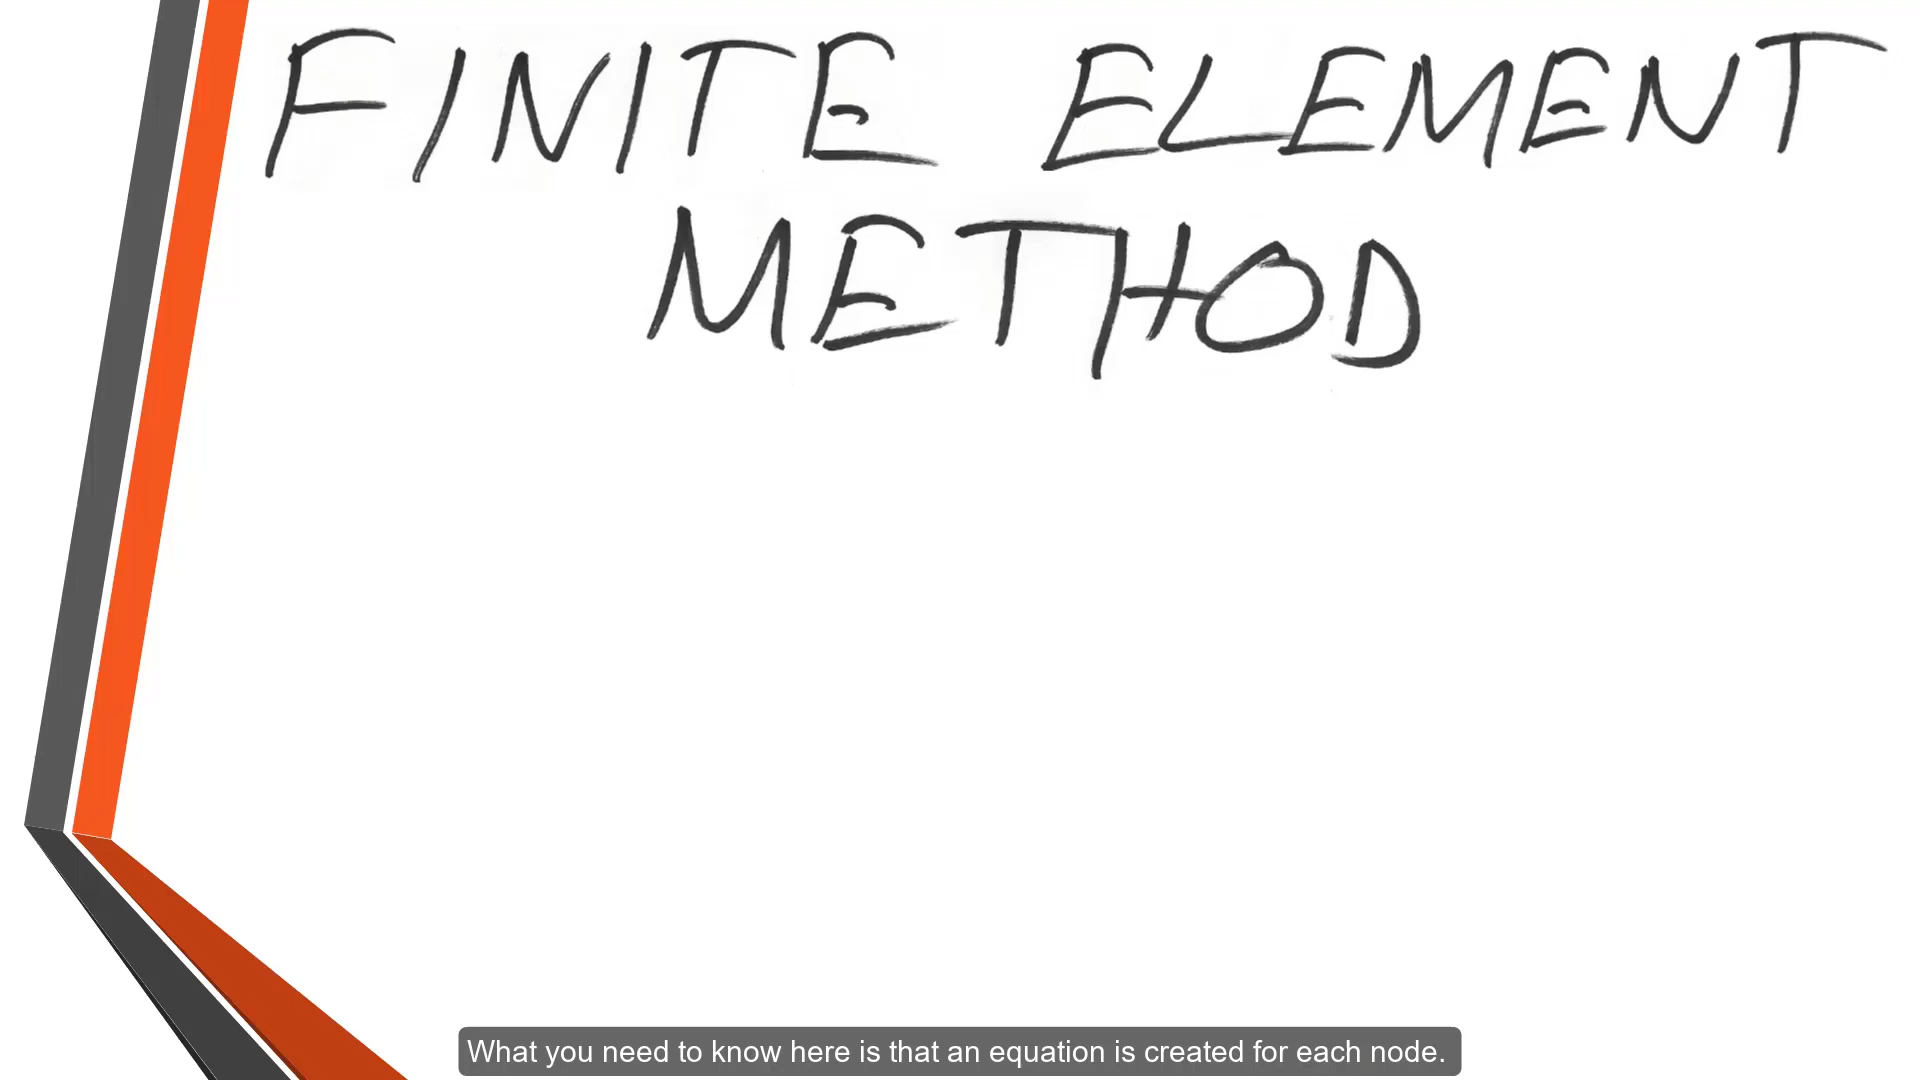 FINITE ELEMENT
METHOD
What you need to know here is that an equation is created for each node.